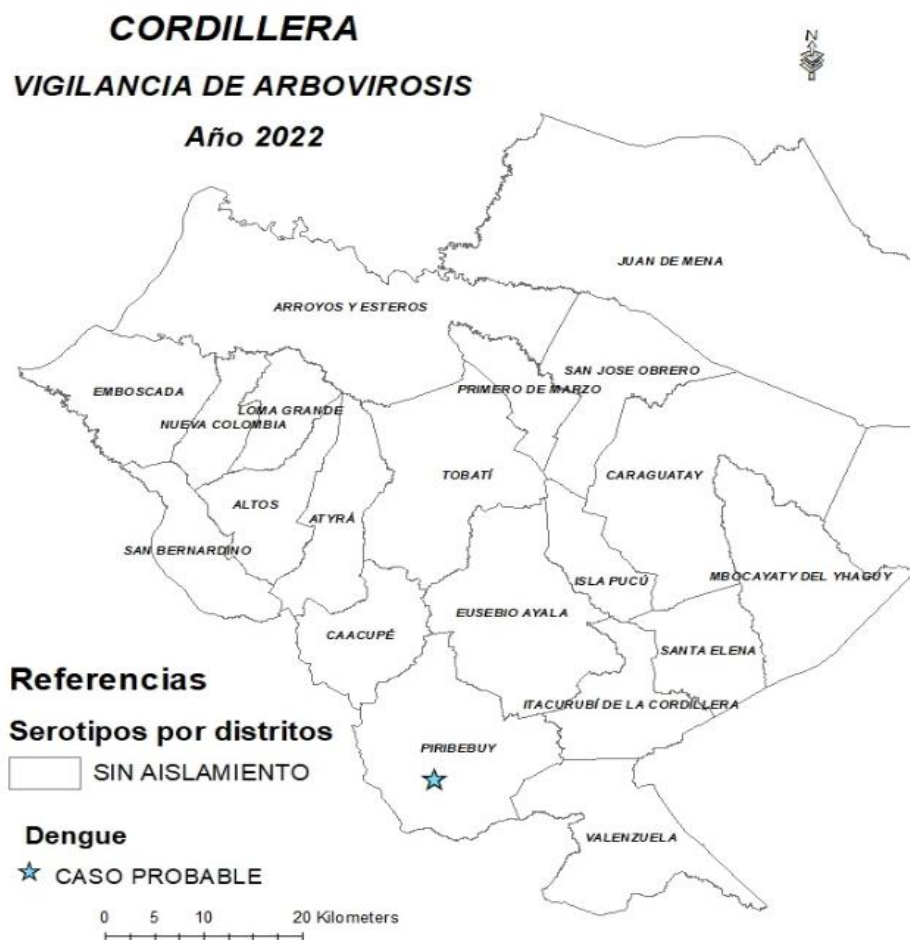 CORDILLERA
VIGILANCIA DE ARBOVIROSIS
Año 2022
N
JUAN DE MENA
ARROYOS Y ESTEROS
SAN JOSE OBRERO
EMBOSCADA
PRIMERO DE MARZO
LOMA GRANDE
NUEVA COLOMBIA
TOBATÍ
CARAGUATAY
ALTOS
ATYRÁ
SAN BERNARDINO
ISLA PUCÚ
MBOCAYATY DEL YHAGUY
EUSEBIO AYALA
CAACUPÉ
SANTA ELENA
ITACURUBÍ DE LA CORDILLERA
PIRIBEBUY
VALENZUELA
Referencias
Serotipos por distritos
SIN AISLAMIENTO
Dengue
CASO PROBABLE
0 5 10 20 Kilometers